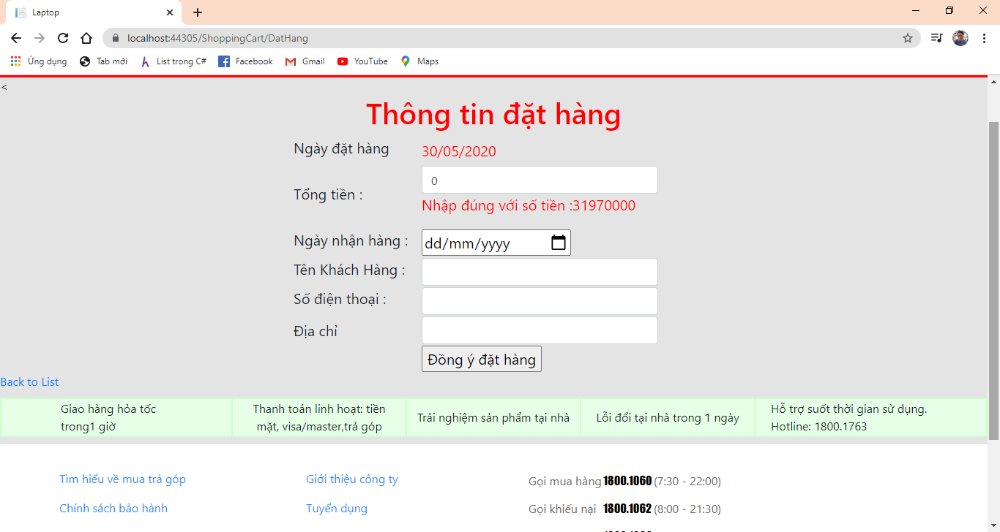 Laptop
localhost:44305/ShoppingCart/DatHang
Ứng dụng Tab mới List trong C# Facebook Gmail YouTube Maps
<
Thông tin đặt hàng
Ngày đặt hàng 30/05/2020
0
Tổng tiền :
Nhập đúng với số tiền :31970000
Ngày nhận hàng : dd/mm/yyyy
Tên Khách Hàng :
Số điện thoại :
Địa chỉ
Đồng ý đặt hàng
Back to List
Giao hàng hỏa tốc
trong1 giờ
Thanh toán linh hoạt: tiền
mặt, visa/master,trả góp
Trải nghiệm sản phẩm tại nhà
Lỗi đổi tại nhà trong 1 ngày
Hỗ trợ suốt thời gian sử dụng.
Hotline: 1800.1763
Tìm hiểu về mua trả góp Giới thiệu công ty Gọi mua hàng 1800.1060 (7:30 - 22:00)
Chính sách bảo hành Tuyển dụng Gọi khiếu nại 1800.1062 (8:00 - 21:30)